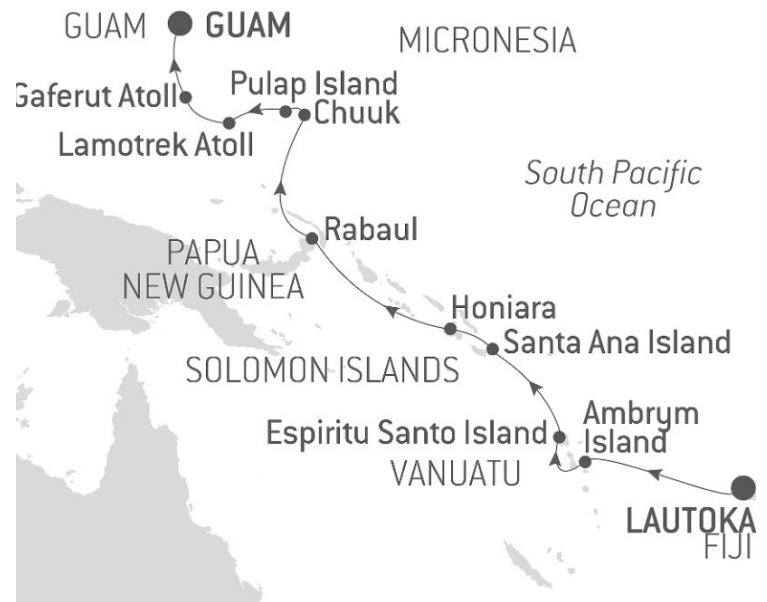 GUAM GUAM
MICRONESIA
Pulap Island
Gaferut Atoll
Chuuk
Lamotrek Atoll
South Pacific
Ocean
Rabaul
PAPUA
NEW GUINEA
Honiara
Santa Ana Island
SOLOMON ISLANDS
Ambrym
Island
Espiritu Santo Island
VANUATU
LAUTOKA
FIJI